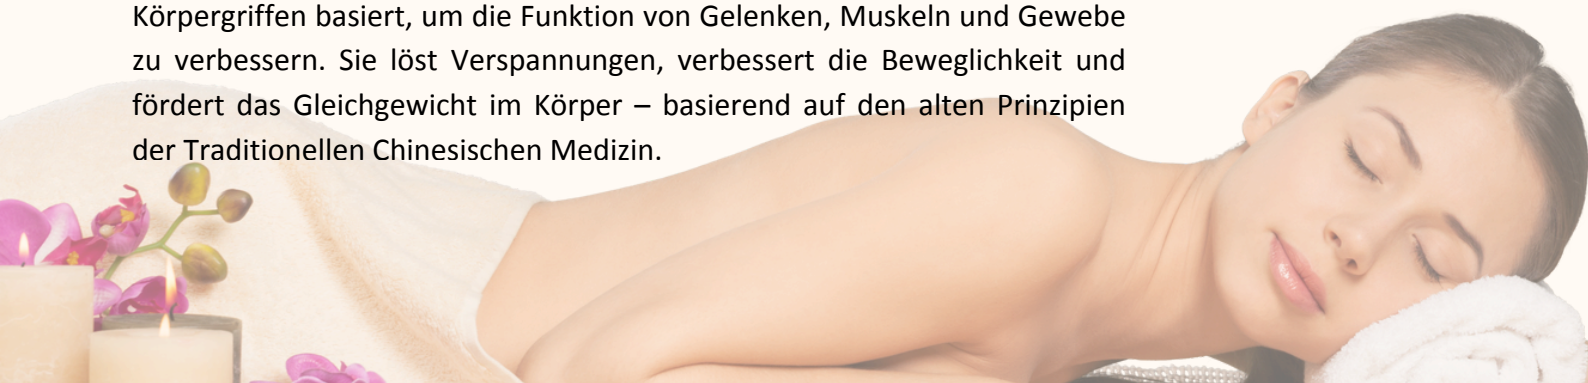 Körpergriffen basiert, um die Funktion von Gelenken, Muskeln und Gewebe
zu verbessern. Sie löst Verspannungen, verbessert die Beweglichkeit und
fördert das Gleichgewicht im Körper – basierend auf den alten Prinzipien
der Traditionellen Chinesischen Medizin.